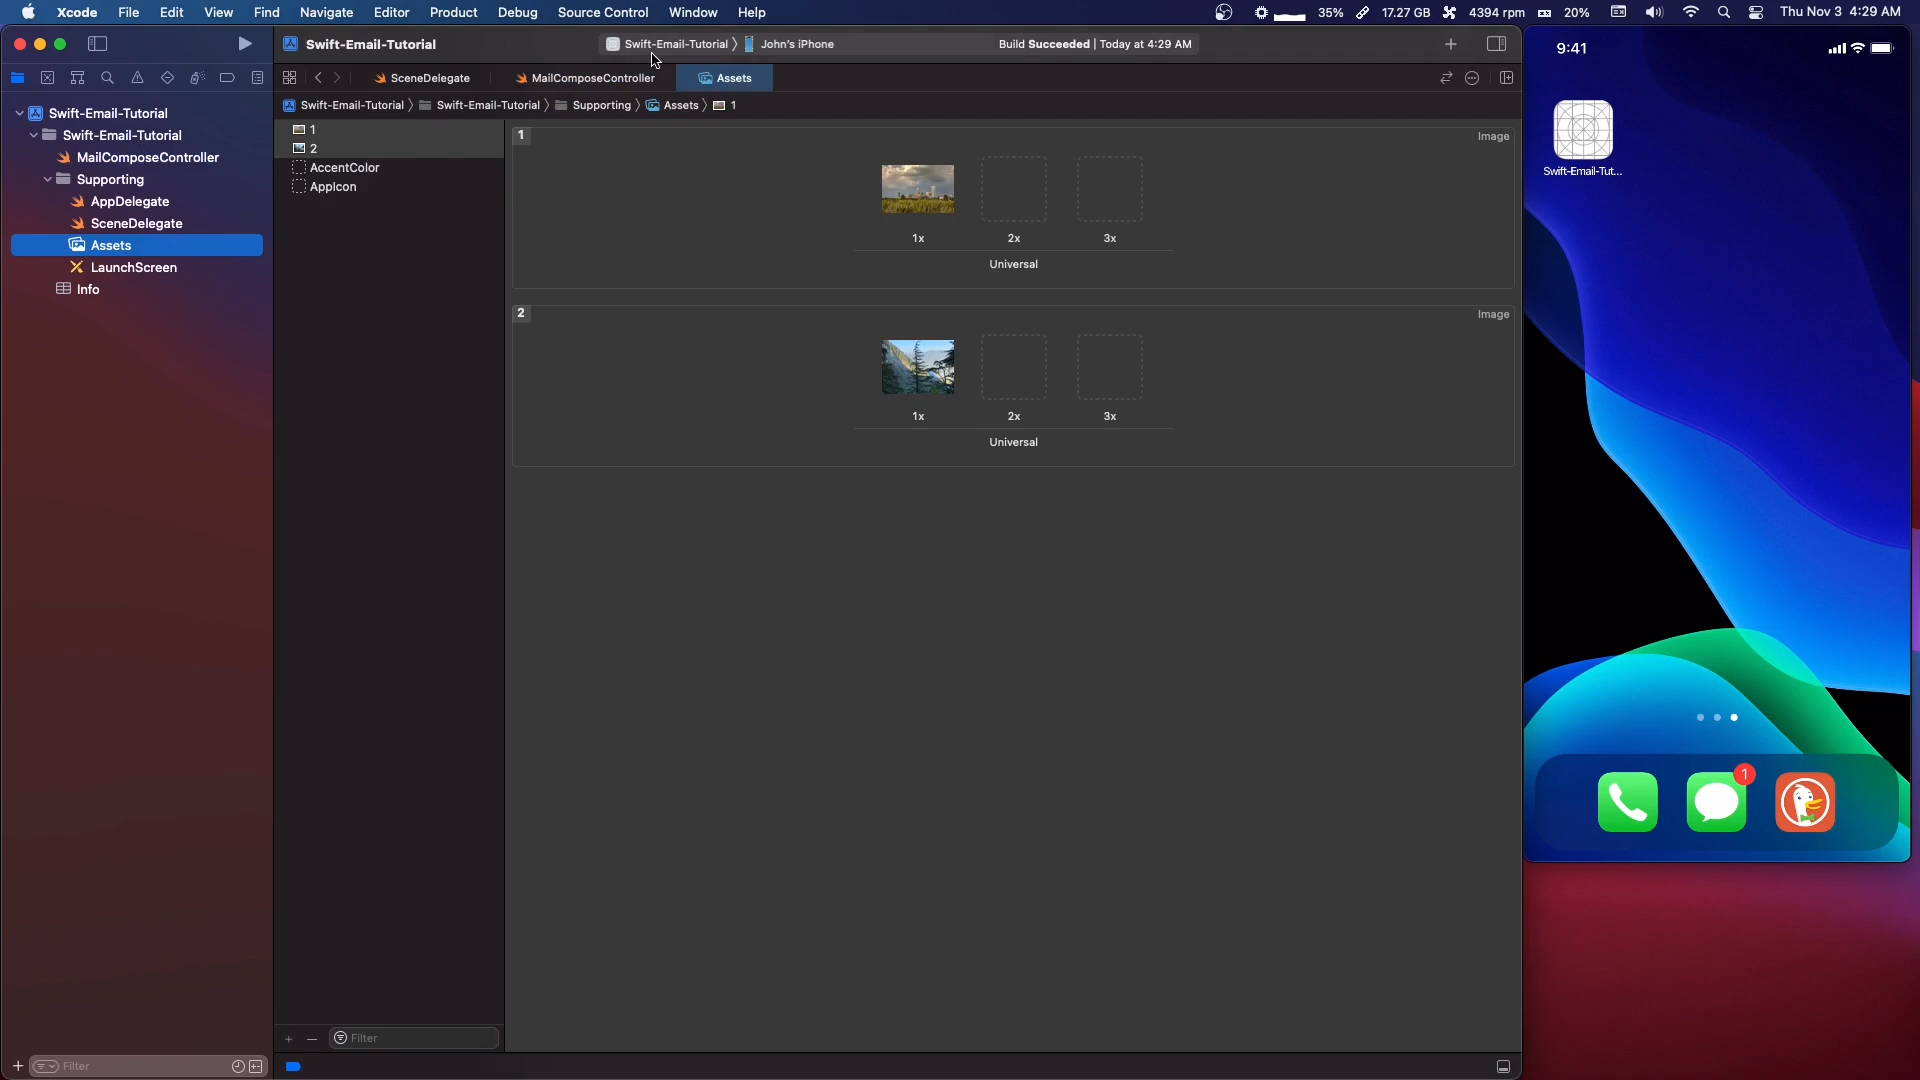 Xcode File Edit View Find Navigate Editor Product Debug Source Control Window Help
35% 17.27 GB 4394 rpm 20% Thu Nov 3 4:29 AM
Swift-Email-Tutorial
Swift-Email-Tutorial John's iPhone
Build Succeeded | Today at 4:29 AM
SceneDelegate
MailComposeController
Assets
Swift-Email-Tutorial Swift-Email-Tutorial Supporting Assets 1
Swift-Email-Tutorial
Swift-Email-Tutorial
MailComposeController
Supporting
AppDelegate
SceneDelegate
Assets
LaunchScreen
Info
Filter
1
2
AccentColor
AppIcon
Filter
1
Image
1x 2x 3x
Universal
2
Image
1x 2x 3x
Universal
9:41
Swift-Email-Tut...
1